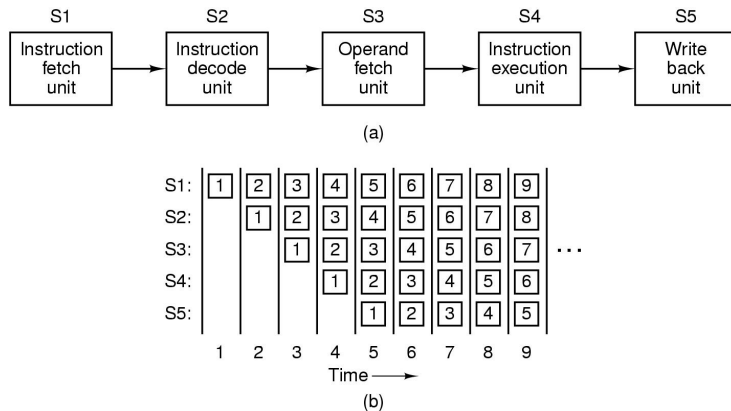 S1 S2 S3 S4 S5
Instruction fetch unit
Instruction decode unit
Operand fetch unit
Instruction execution unit
Write back unit
(a)
S1: 1 2 3 4 5 6 7 8 9
S2: 1 2 3 4 5 6 7 8
S3: 1 2 3 4 5 6 7 ...
S4: 1 2 3 4 5 6
S5: 1 2 3 4 5
1 2 3 4 5 6 7 8 9
Time
(b)